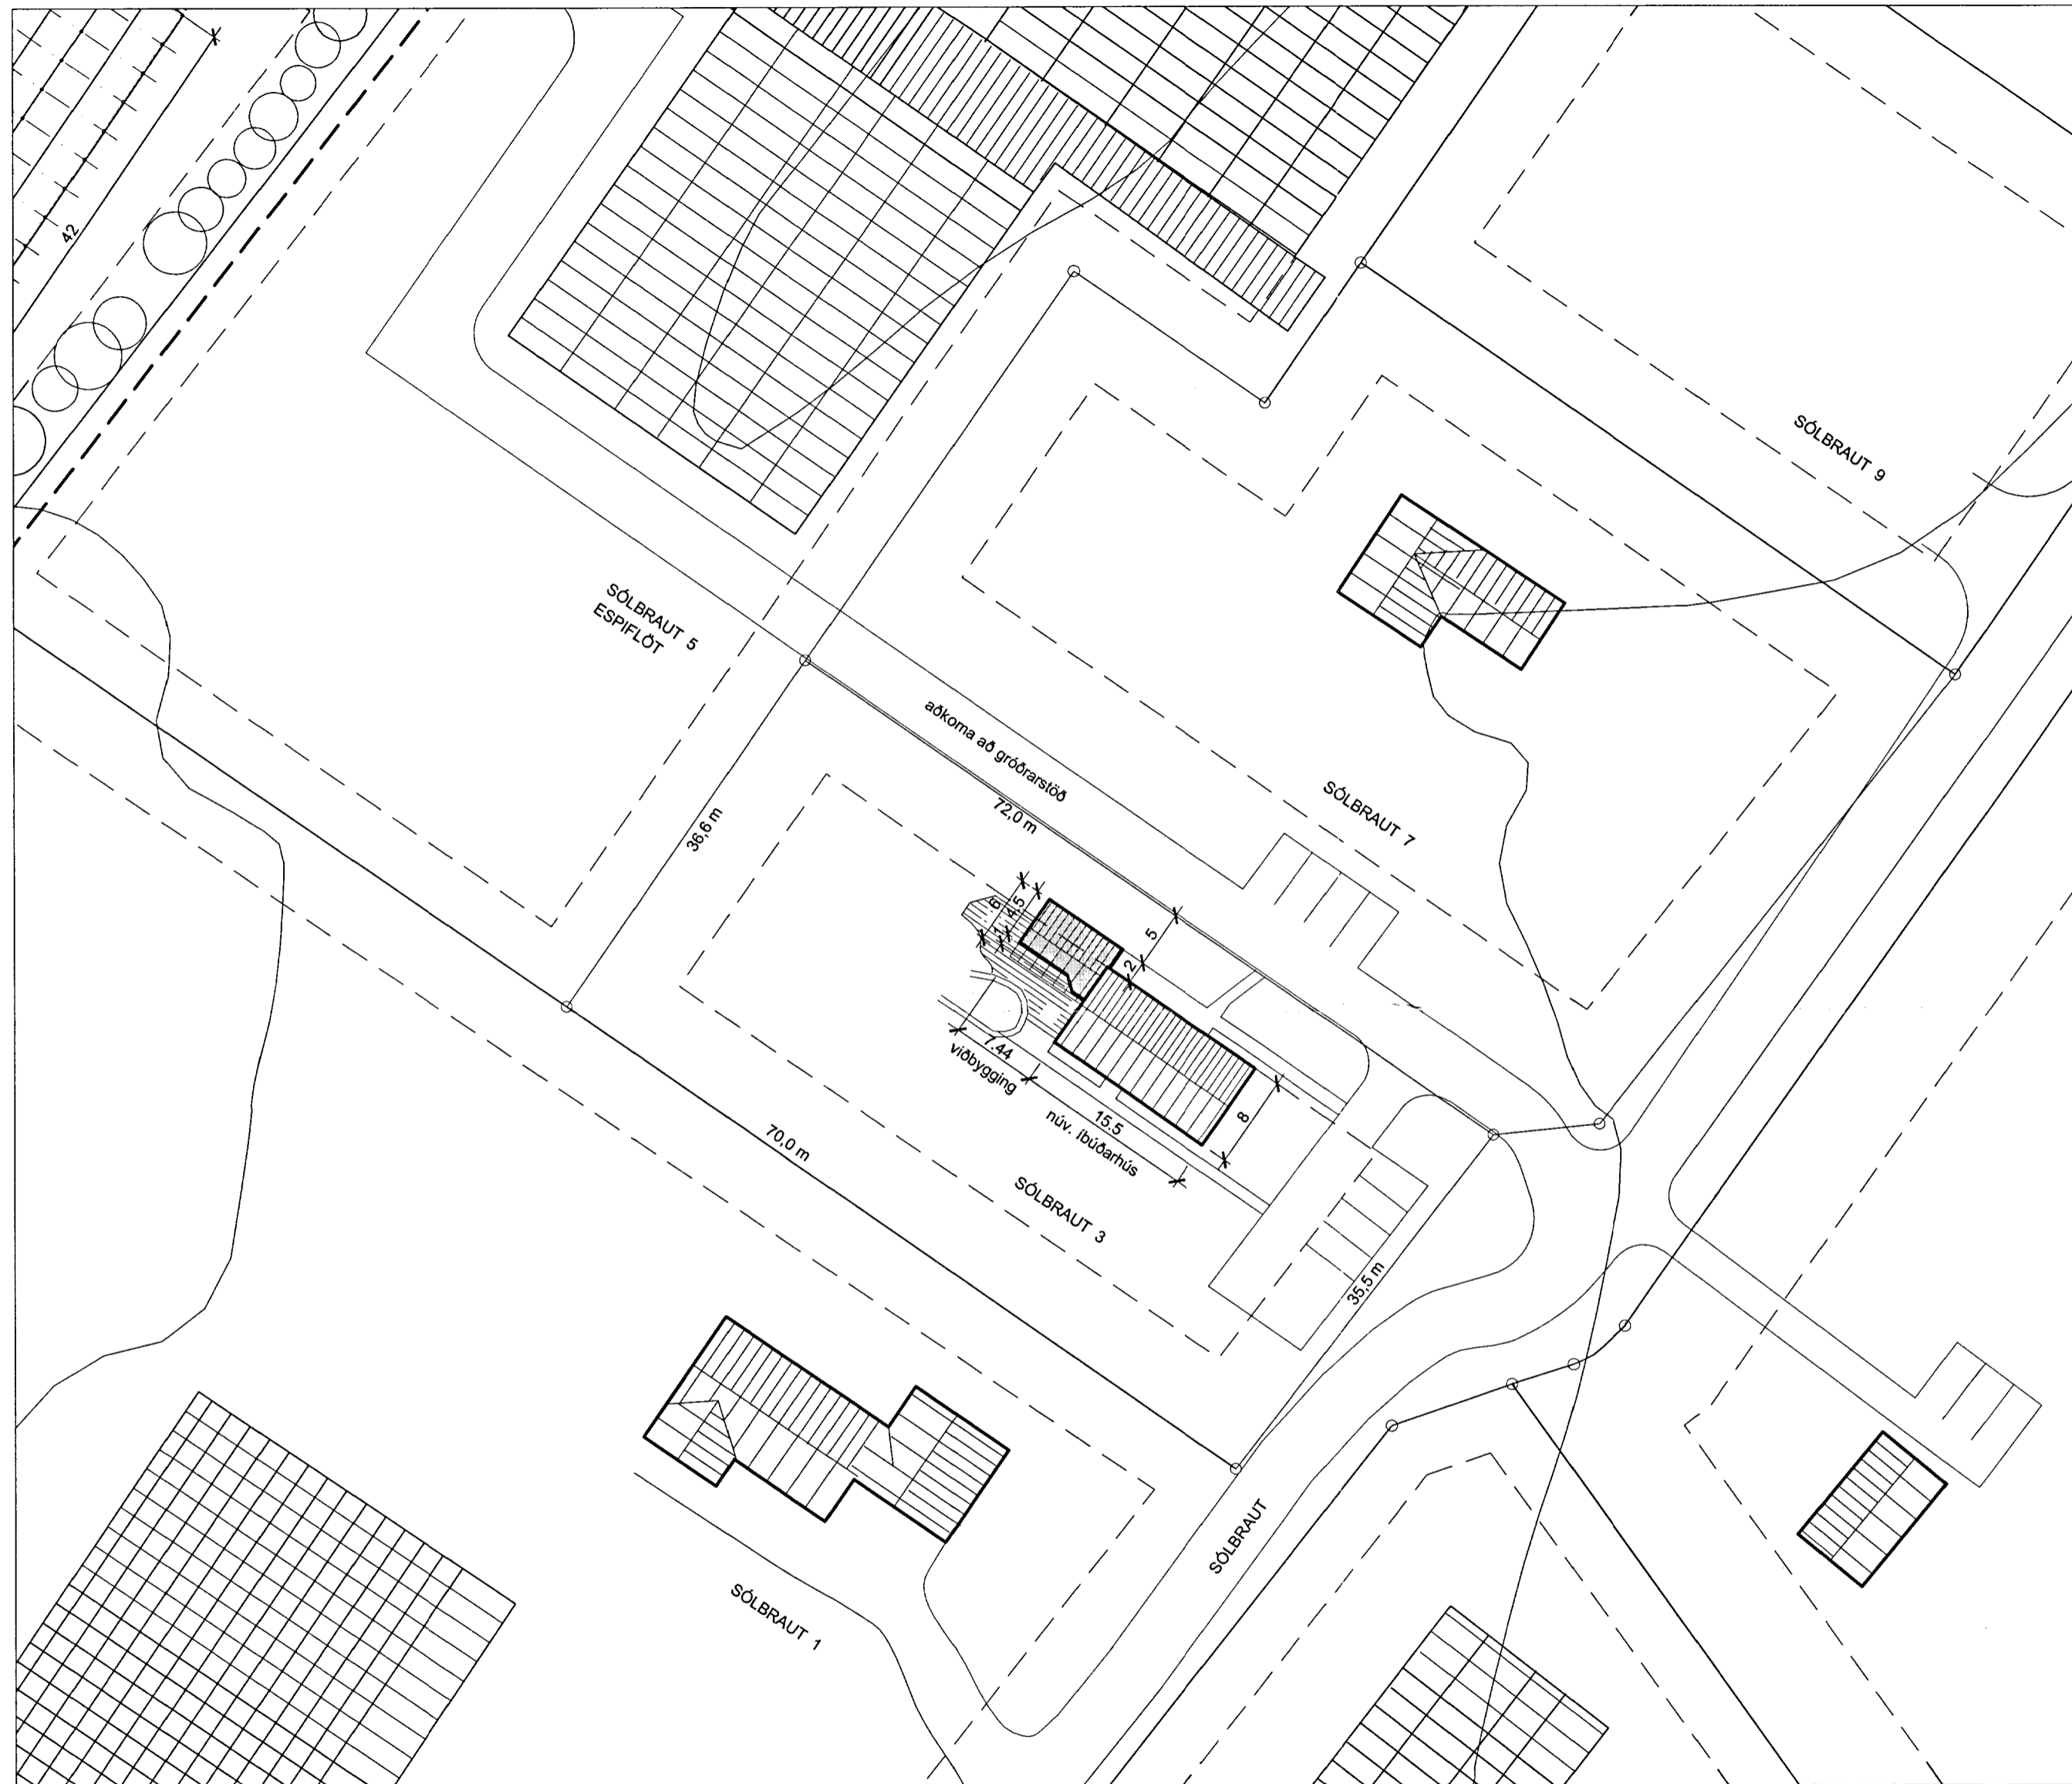 42
SÓLBRAUT 9
SÓLBRAUT 5
ESPIFLÖT
aðkoma að gróðrarstöð
72,0 m
36,6 m
SÓLBRAUT 7
6
4,5
1
5
2
7.44
viðbygging
15.5
núv. íbúðarhús
8
70,0 m
SÓLBRAUT 3
35,5 m
SÓLBRAUT
SÓLBRAUT 1